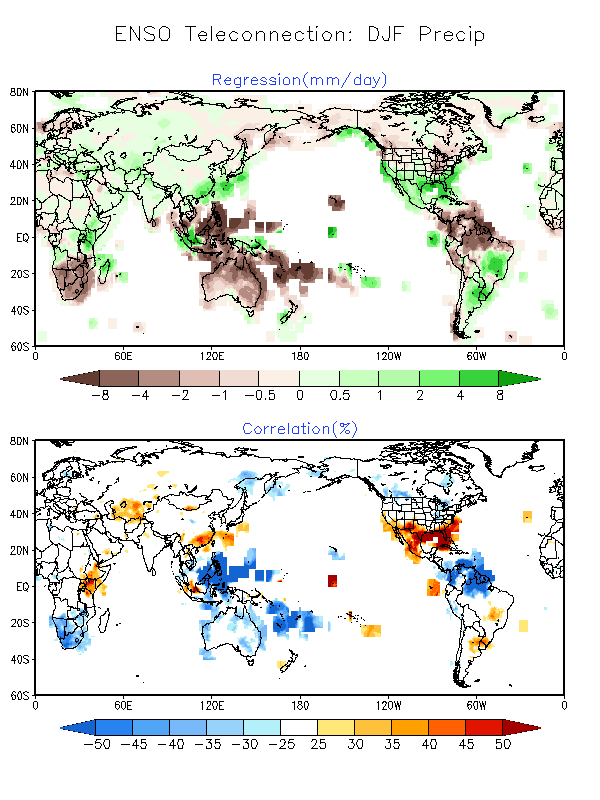 ENSO Teleconnection: DJF Precip
Regression(mm/day)
80N
60N
40N
20N
EQ
20S
40S
60S
0 60E 120E 180 120W 60W 0
−8 −4 −2 −1 −0.5 0 0.5 1 2 4 8
Correlation(%)
80N
60N
40N
20N
EQ
20S
40S
60S
0 60E 120E 180 120W 60W 0
−50 −45 −40 −35 −30 −25 25 30 35 40 45 50